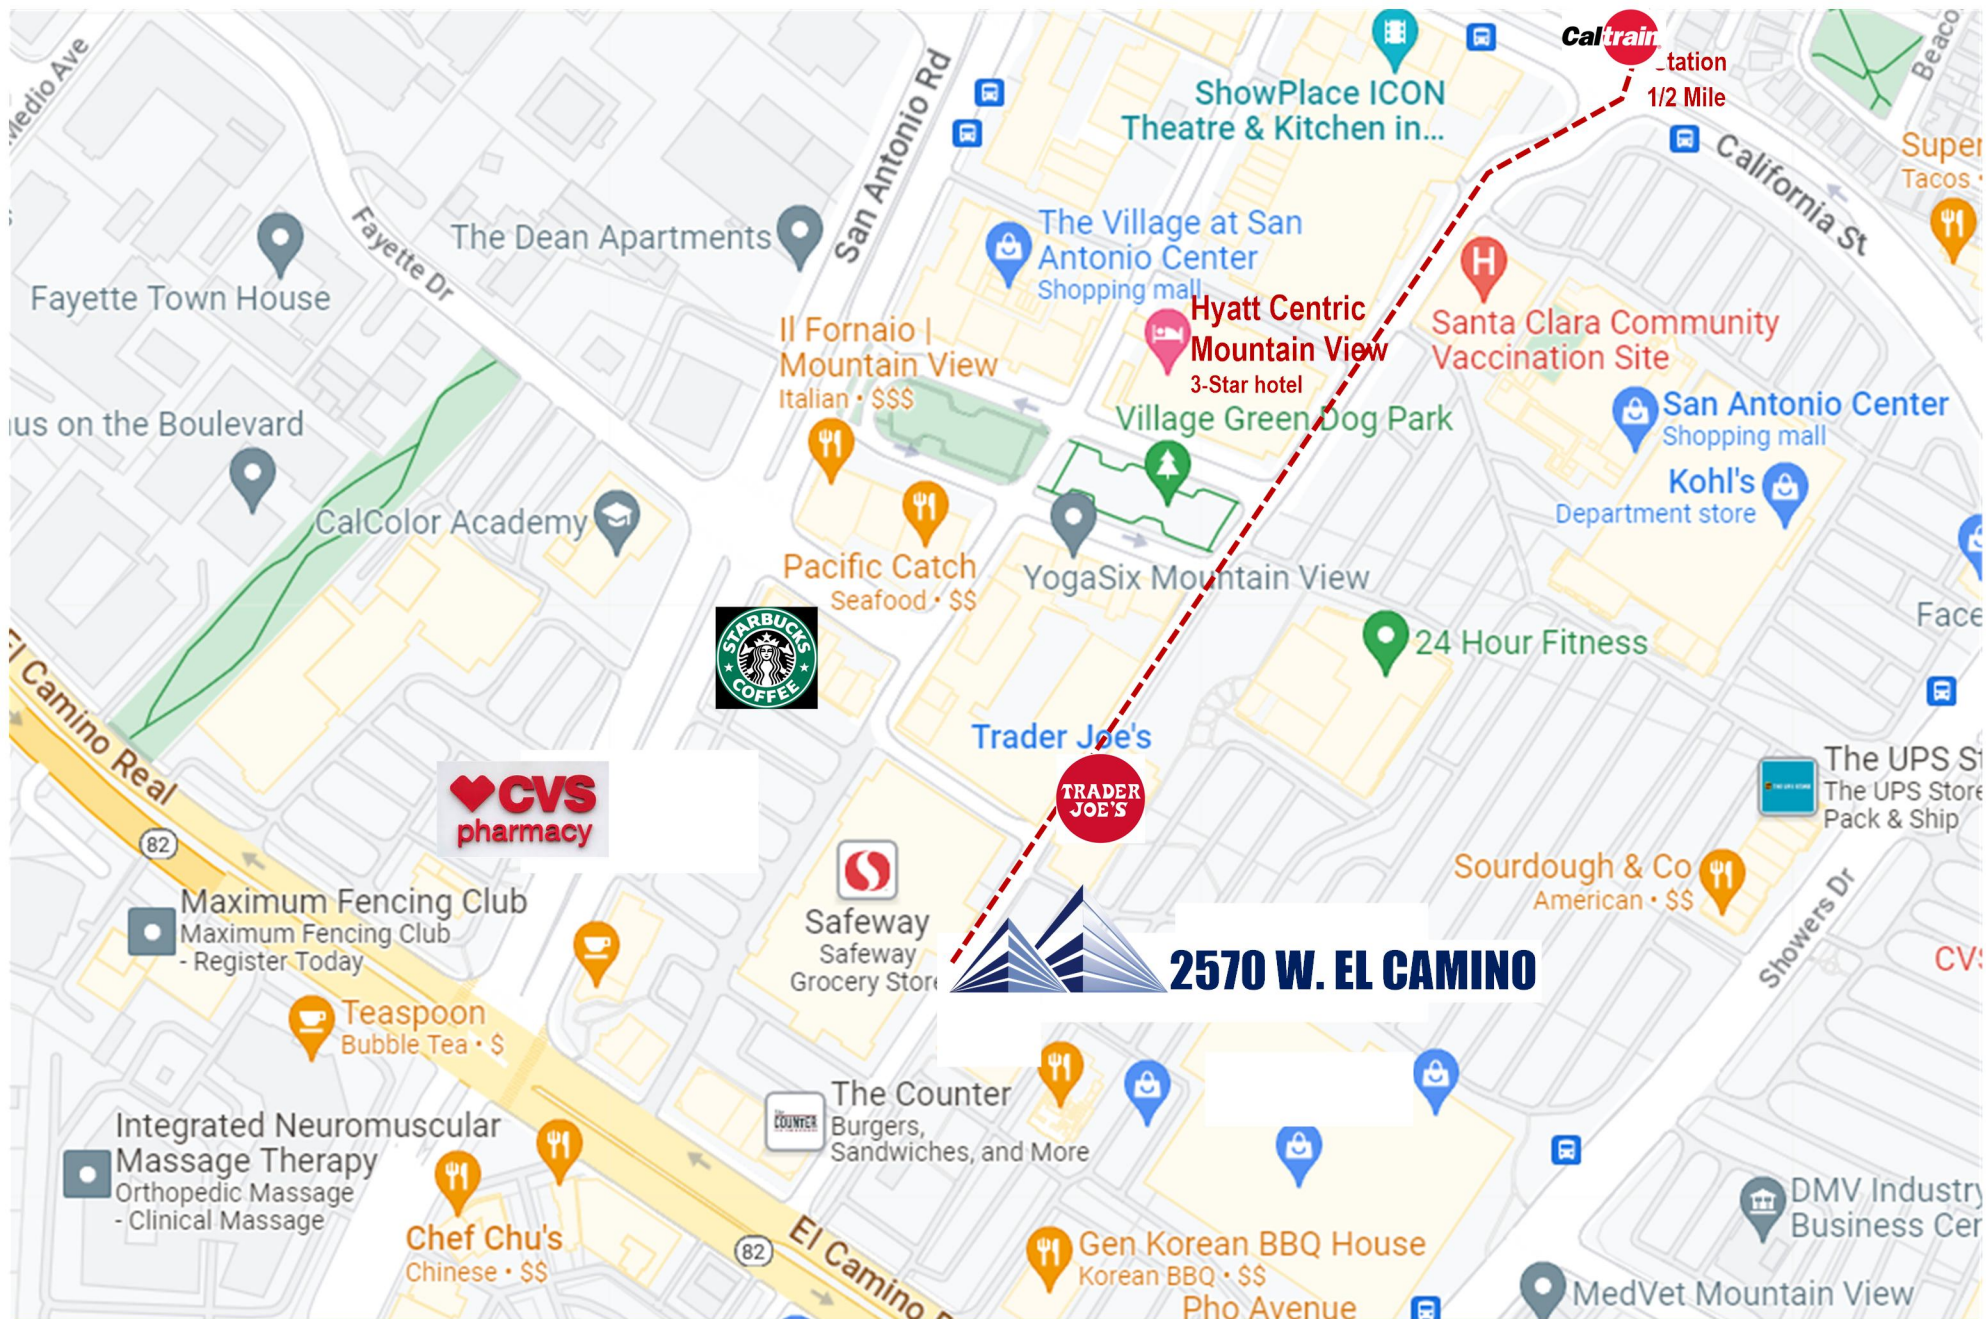 Medio Ave
San Antonio Rd
ShowPlace ICON
Theatre & Kitchen in...
Caltrain
tation
1/2 Mile
Beaco
California St
Super
Tacos
Fayette Dr
The Dean Apartments
Fayette Town House
The Village at San
Antonio Center
Shopping mall
Hyatt Centric
Mountain View
3-Star hotel
H
Santa Clara Community
Vaccination Site
Il Fornaio |
Mountain View
Italian • $$$
Village Green Dog Park
San Antonio Center
Shopping mall
Kohl's
Department store
us on the Boulevard
CalColor Academy
Pacific Catch
Seafood • $$
YogaSix Mountain View
STARBUCKS
COFFEE
24 Hour Fitness
Face
El Camino Real
82
CVS
pharmacy
Trader Joe's
TRADER
JOE'S
The UPS St
The UPS Store
Pack & Ship
Sourdough & Co
American • $$
Showers Dr
CVS
Maximum Fencing Club
Maximum Fencing Club
- Register Today
Safeway
Safeway
Grocery Store
2570 W. EL CAMINO
Teaspoon
Bubble Tea • $
The Counter
Burgers,
Sandwiches, and More
COUNTER
Integrated Neuromuscular
Massage Therapy
Orthopedic Massage
- Clinical Massage
Chef Chu's
Chinese • $$
82
El Camino
Gen Korean BBQ House
Korean BBQ • $$
Pho Avenue
DMV Industry
Business Cen
MedVet Mountain View